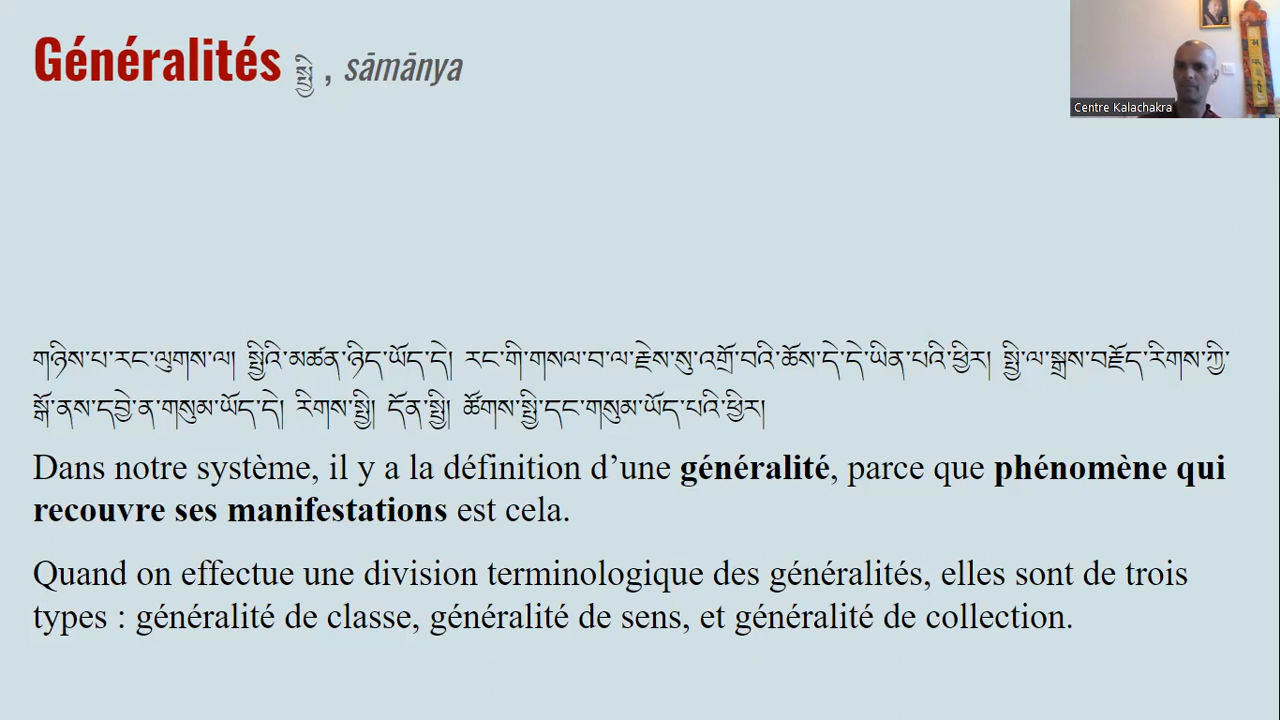 Généralités སྤྱི , sāmānya
Centre Kalachakra
གཉིས་པ་རང་ལུགས་ལ། སྤྱིའི་མཚན་ཉིད་ཡོད་དེ། རང་གི་གསལ་བ་ལ་རྗེས་སུ་འགྲོ་བའི་ཆོས་དེ་དེ་ཡིན་པའི་ཕྱིར། སྤྱི་ལ་སྒྲས་བརྗོད་རིགས་ཀྱི་
སྒོ་ནས་དབྱེ་ན་གསུམ་ཡོད་དེ། རིགས་སྤྱི། དོན་སྤྱི། ཚོགས་སྤྱི་དང་གསུམ་ཡོད་པའི་ཕྱིར།
Dans notre système, il y a la définition d’une généralité, parce que phénomène qui
recouvre ses manifestations est cela.
Quand on effectue une division terminologique des généralités, elles sont de trois
types : généralité de classe, généralité de sens, et généralité de collection.